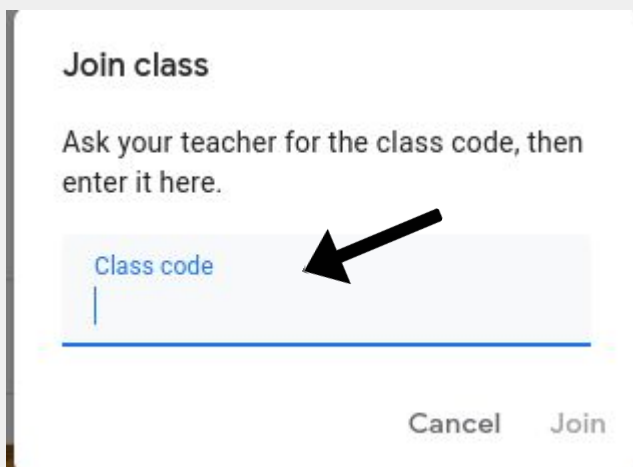 Join class
Ask your teacher for the class code, then
enter it here.
Class code
Cancel Join